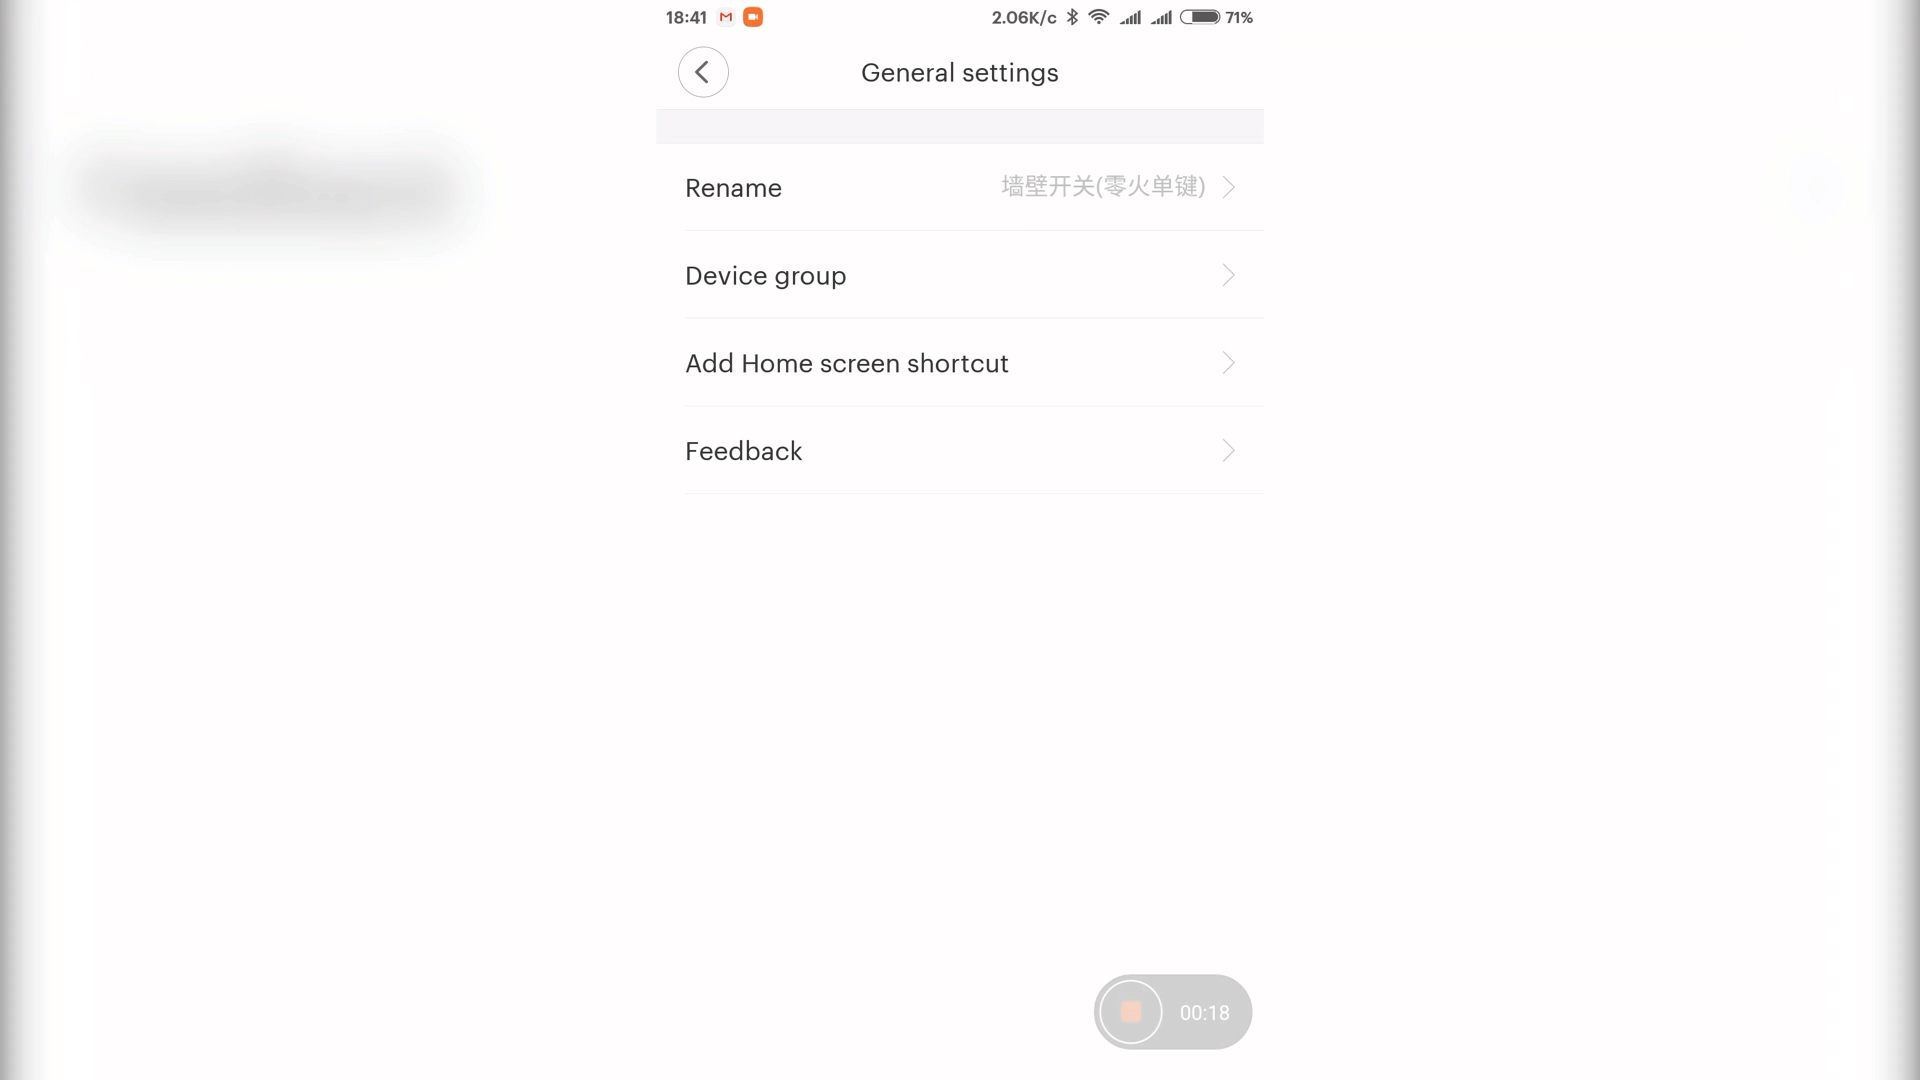 18:41 2.06K/c 71%
General settings
Rename 墙壁开关(零火单键)
Device group
Add Home screen shortcut
Feedback
00:18